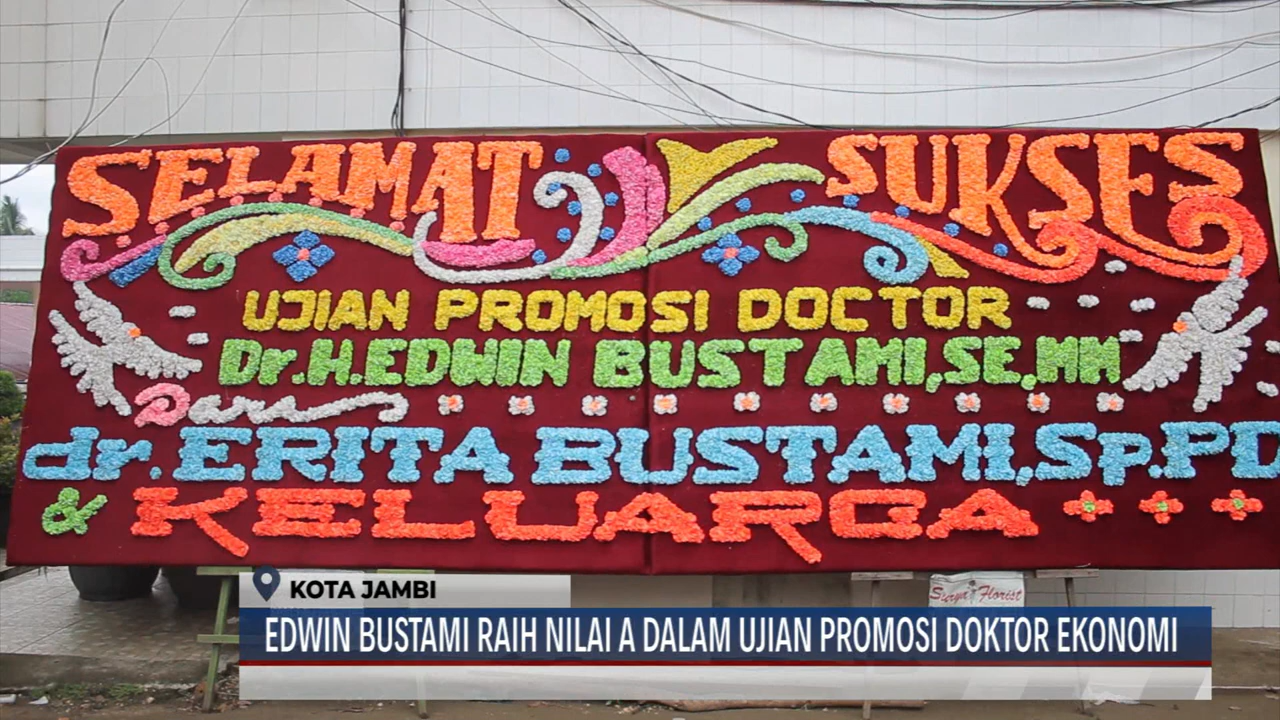 SELAMAT SUKSES
UJIAN PROMOSI DOCTOR
Dr.H.EDWIN BUSTAMI,SE,MM
Dari
dr.ERITA BUSTAMI,Sp.PD
& KELUARGA
Surya Florist
KOTA JAMBI
EDWIN BUSTAMI RAIH NILAI A DALAM UJIAN PROMOSI DOKTOR EKONOMI